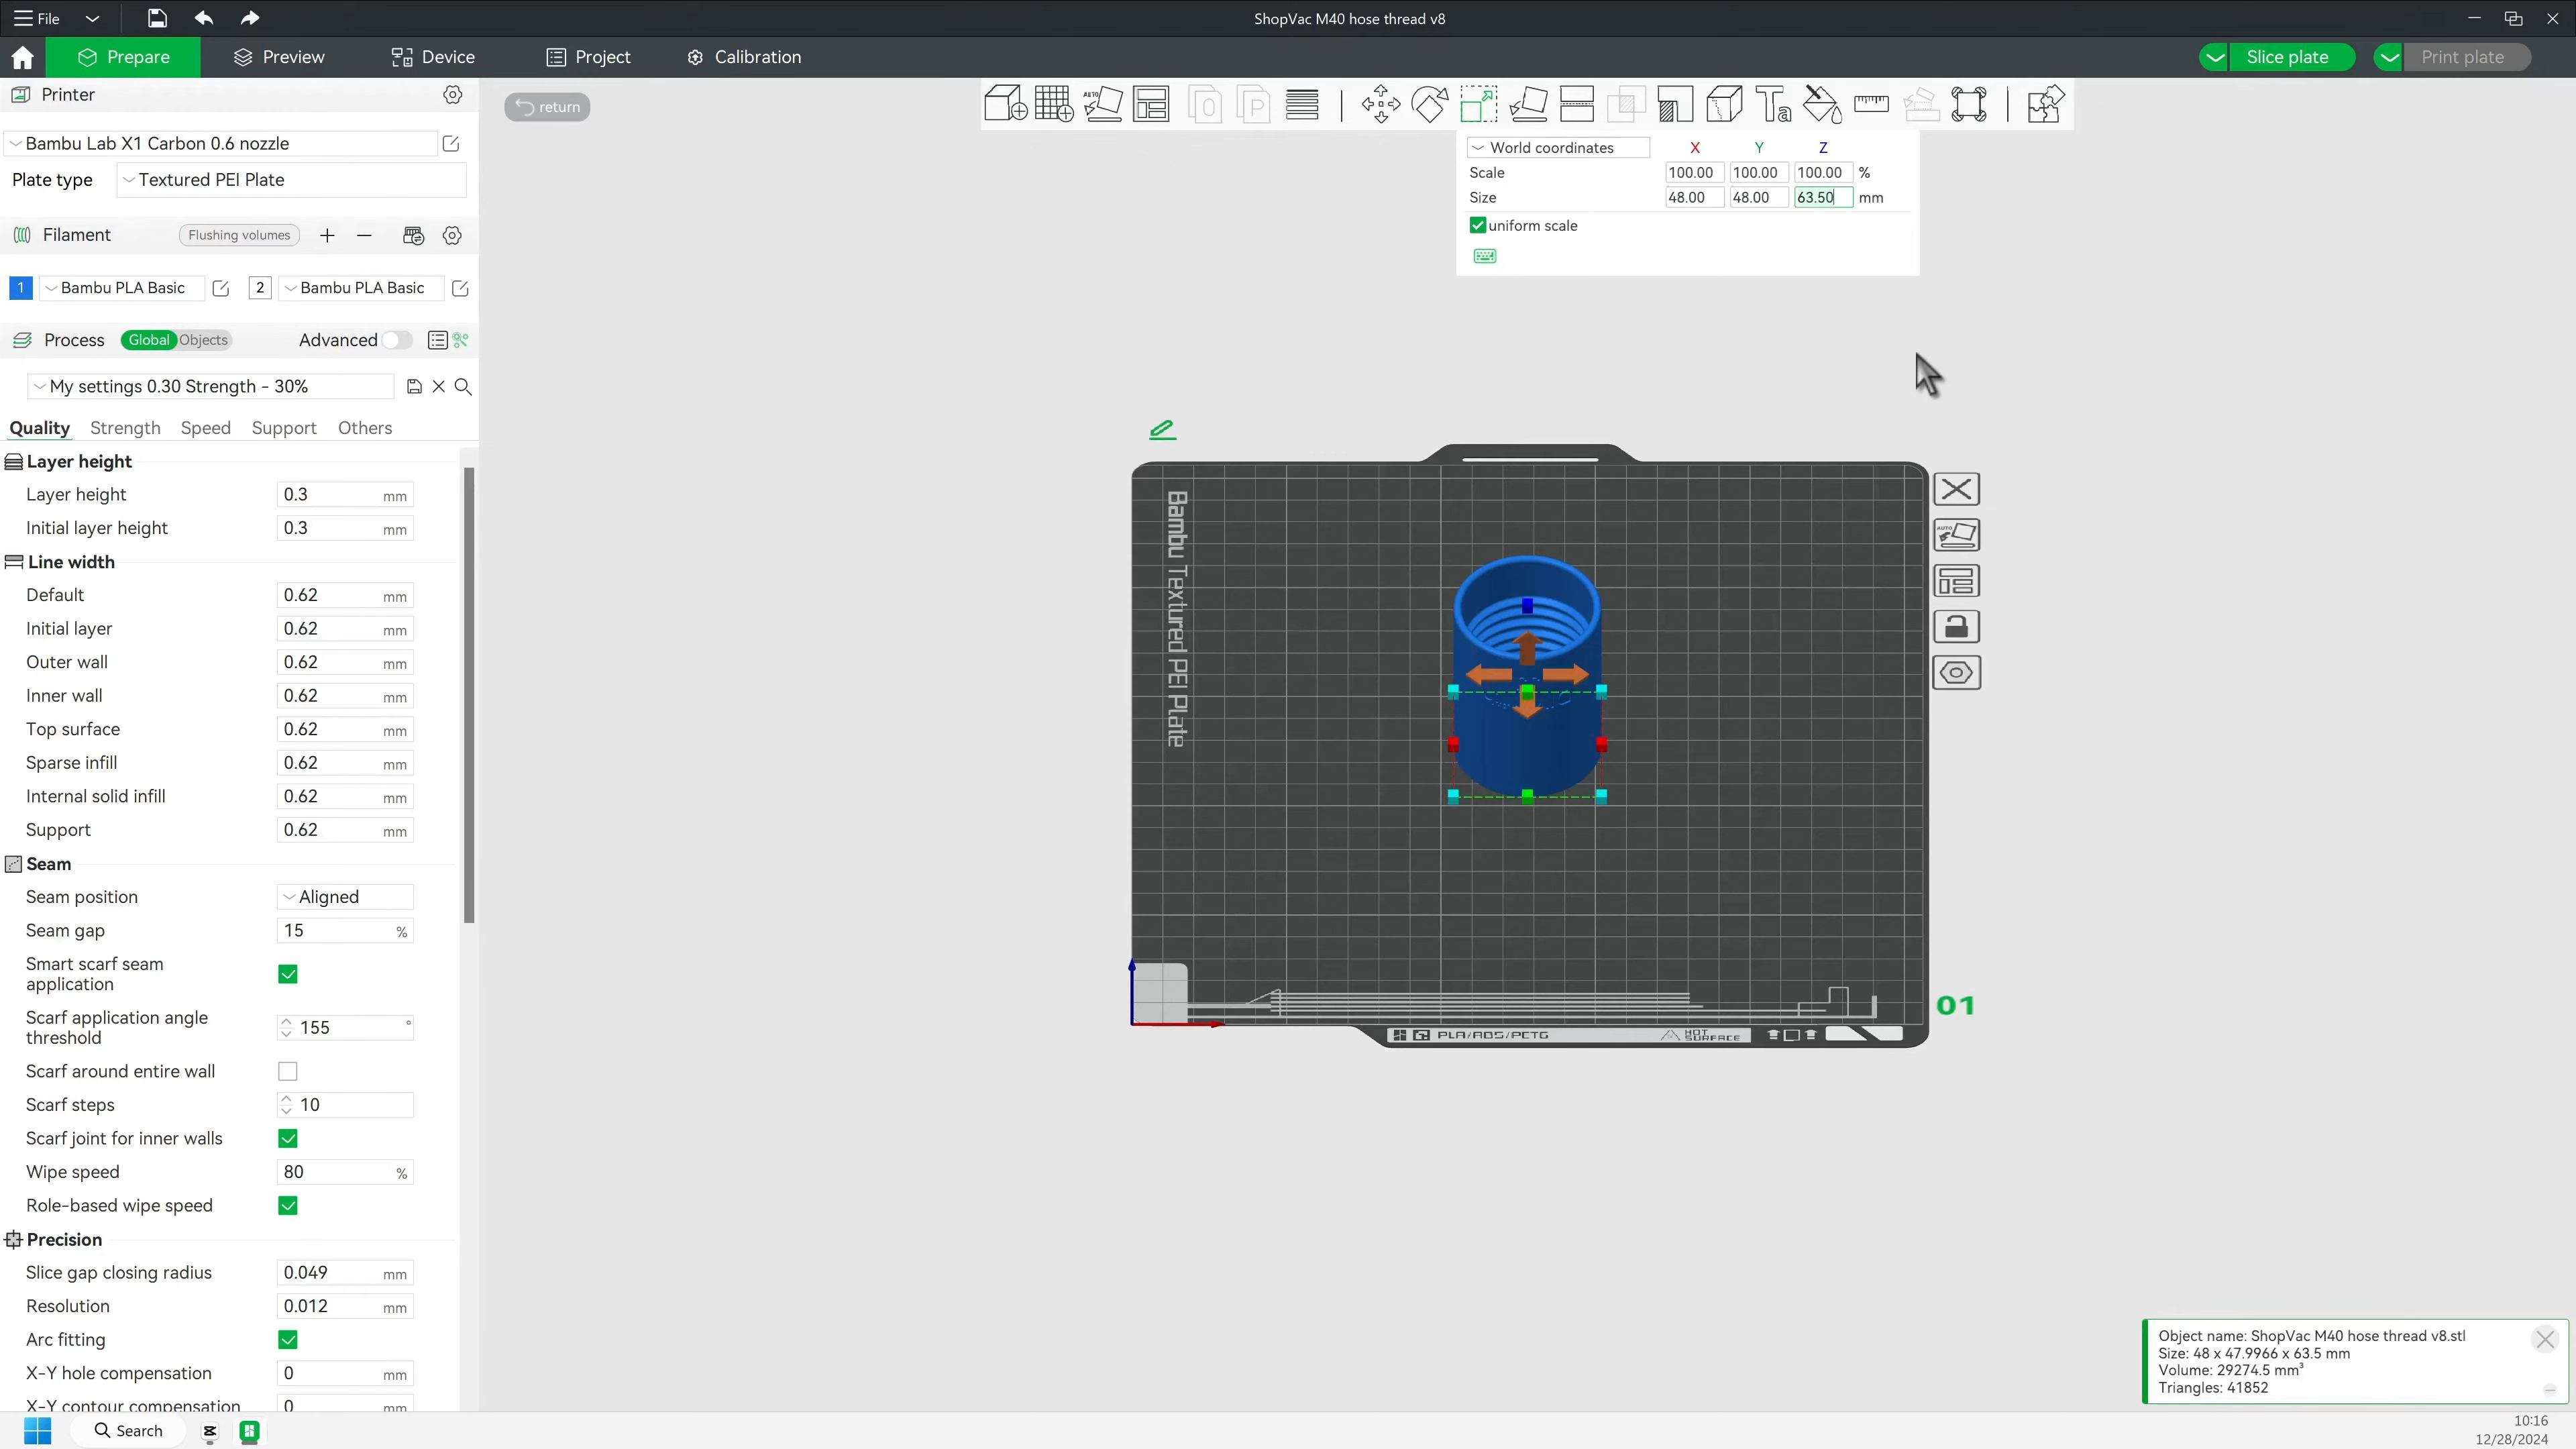 File
ShopVac M40 hose thread v8
Prepare
Preview
Device
Project
Calibration
Slice plate
Print plate
Printer
return
Bambu Lab X1 Carbon 0.6 nozzle
Plate type
Textured PEI Plate
World coordinates
X
Y
Z
Scale
100.00
100.00
100.00
%
Size
48.00
48.00
63.50
mm
uniform scale
Filament
Flushing volumes
1
Bambu PLA Basic
2
Bambu PLA Basic
Process
Global
Objects
Advanced
My settings 0.30 Strength - 30%
Quality
Strength
Speed
Support
Others
Layer height
Layer height
0.3
mm
Initial layer height
0.3
mm
Line width
Default
0.62
mm
Initial layer
0.62
mm
Outer wall
0.62
mm
Inner wall
0.62
mm
Top surface
0.62
mm
Sparse infill
0.62
mm
Internal solid infill
0.62
mm
Support
0.62
mm
Seam
Seam position
Aligned
Seam gap
15
%
Smart scarf seam
application
Scarf application angle
threshold
155
°
Scarf around entire wall
Scarf steps
10
Scarf joint for inner walls
Wipe speed
80
%
Role-based wipe speed
Precision
Slice gap closing radius
0.049
mm
Resolution
0.012
mm
Arc fitting
X-Y hole compensation
0
mm
X-Y contour compensation
0
mm
Bambu Textured PEI Plate
AUTO
AUTO
Ta
01
PLA/ABS/PETG
HOT
SURFACE
Object name: ShopVac M40 hose thread v8.stl
Size: 48 x 47.9966 x 63.5 mm
Volume: 29274.5 mm³
Triangles: 41852
Search
10:16
12/28/2024